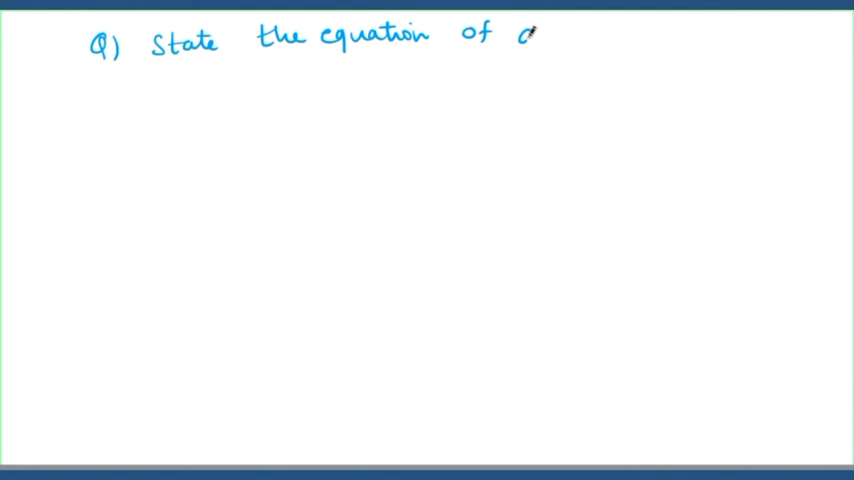 Q) State the equation of